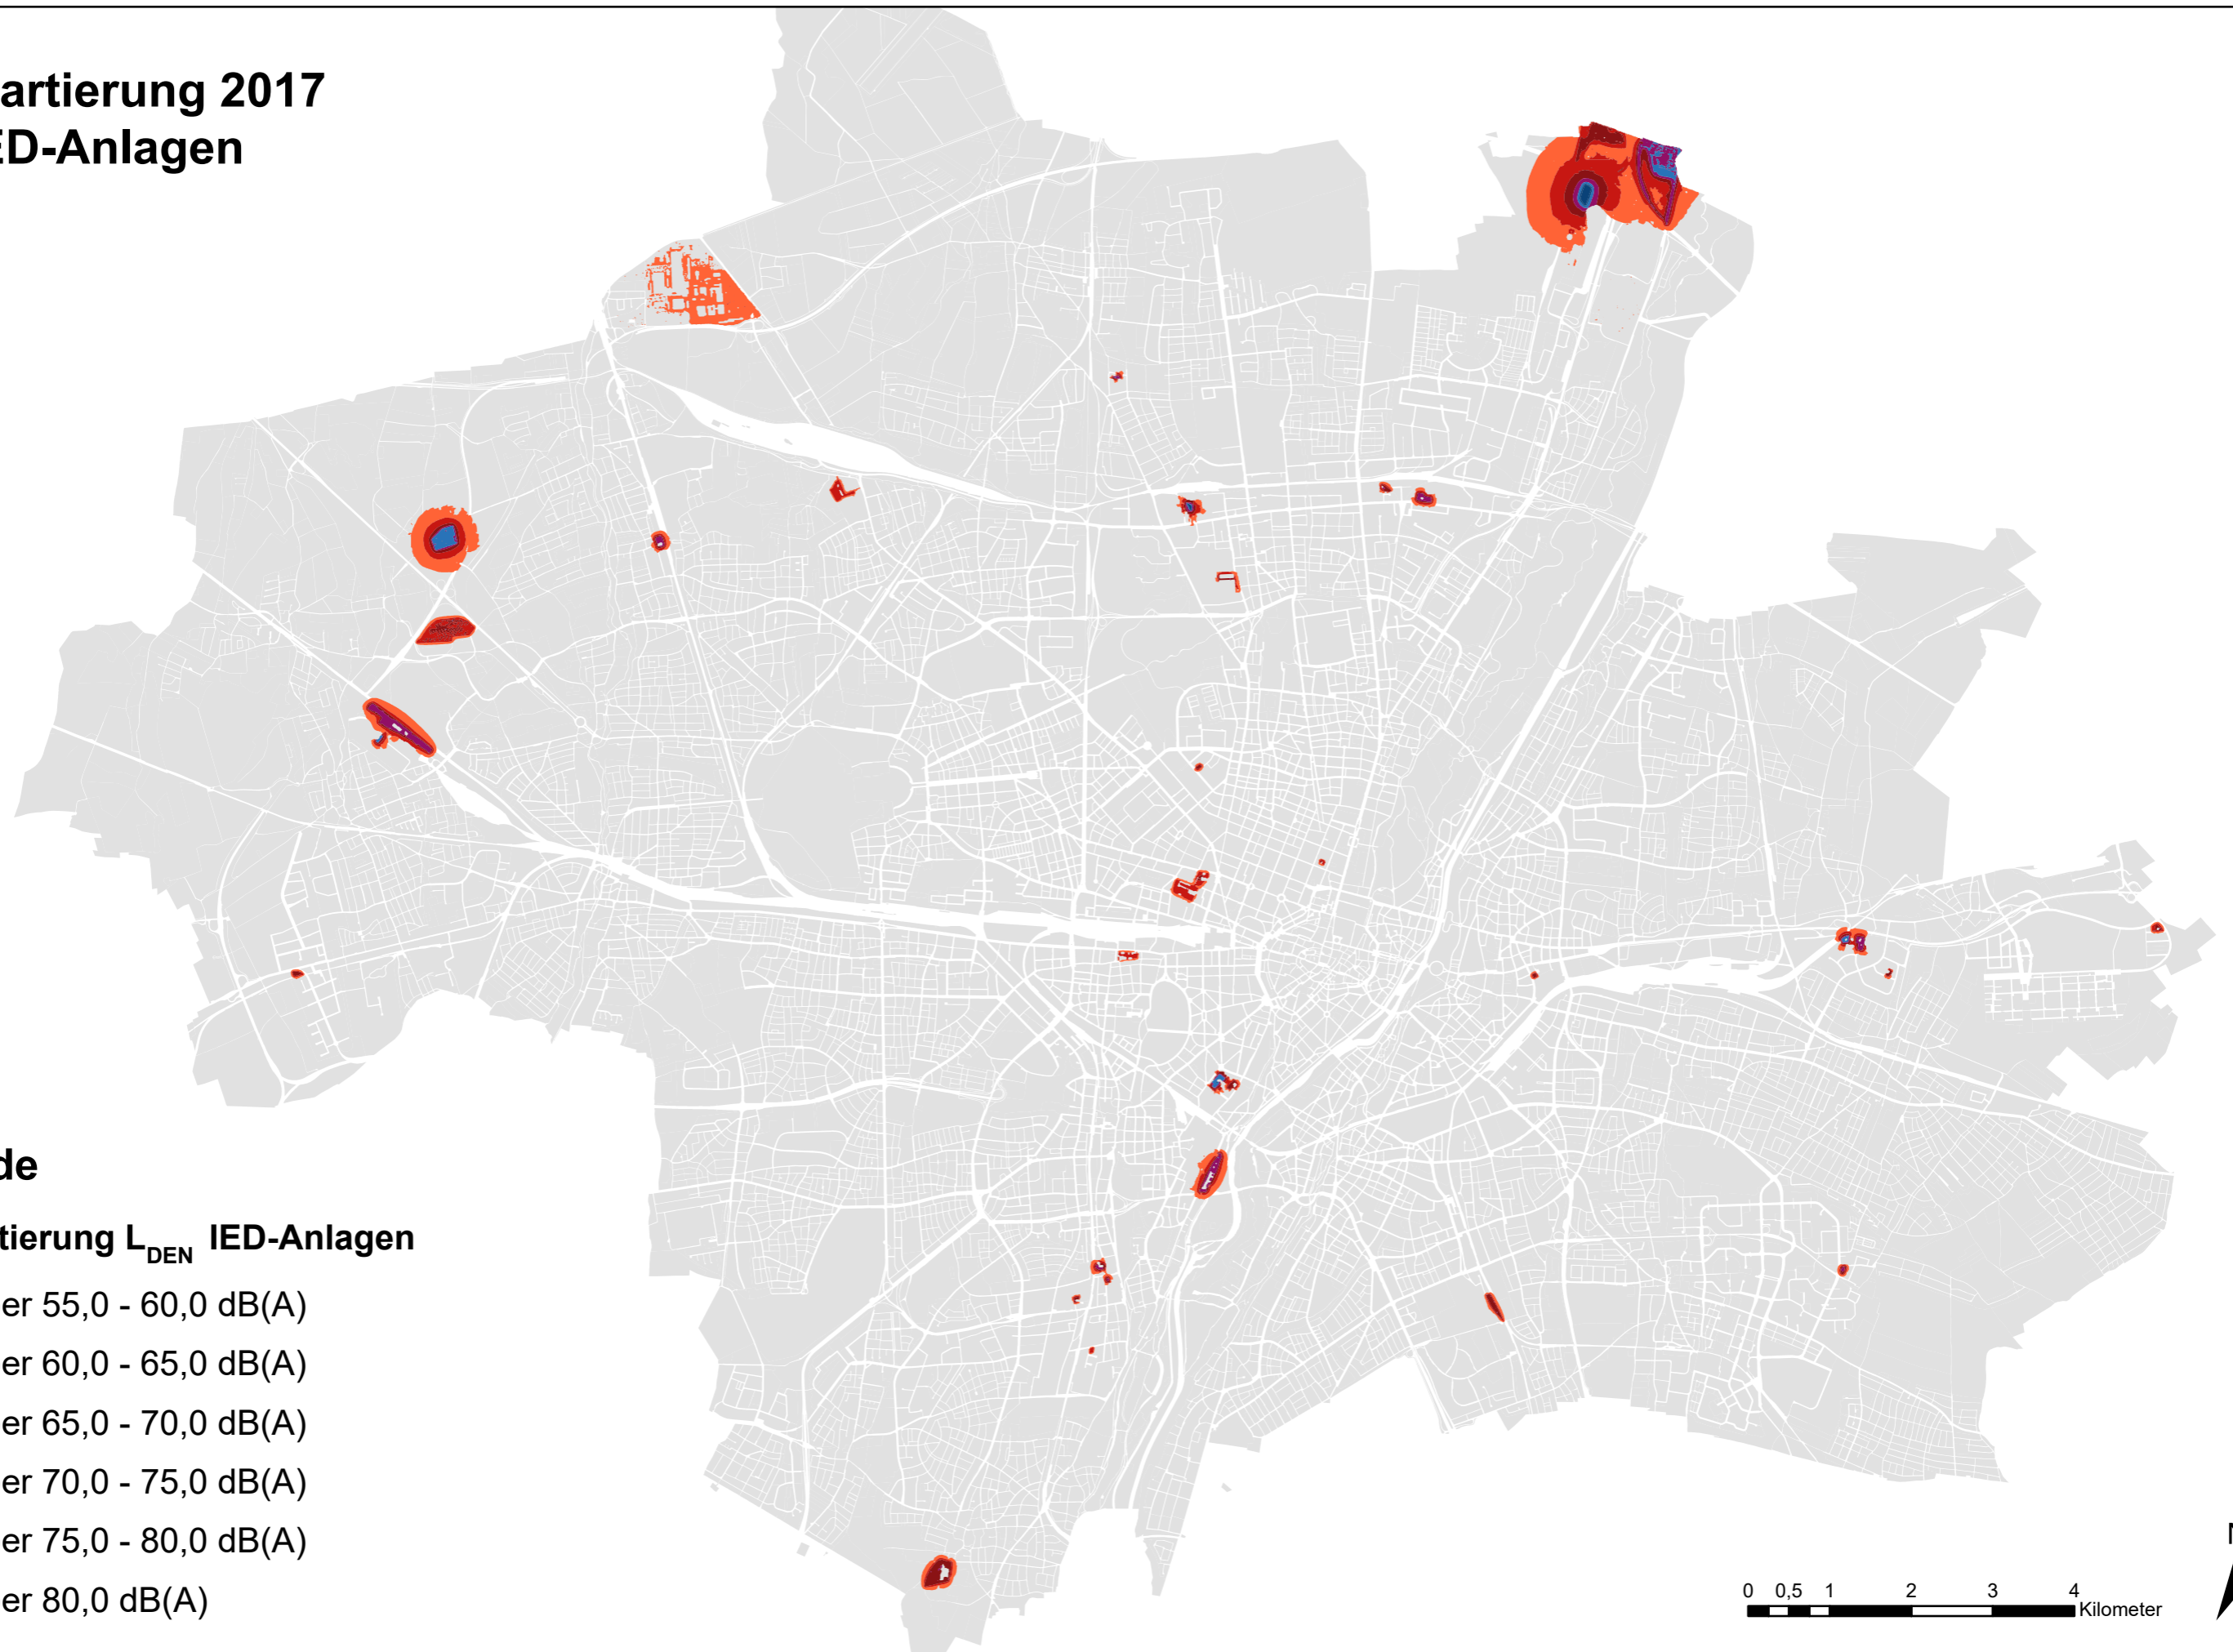 artierung 2017
ED-Anlagen
de
tierung L_DEN IED-Anlagen
er 55,0 - 60,0 dB(A)
er 60,0 - 65,0 dB(A)
er 65,0 - 70,0 dB(A)
er 70,0 - 75,0 dB(A)
er 75,0 - 80,0 dB(A)
er 80,0 dB(A)
N
0 0,5 1 2 3 4
Kilometer